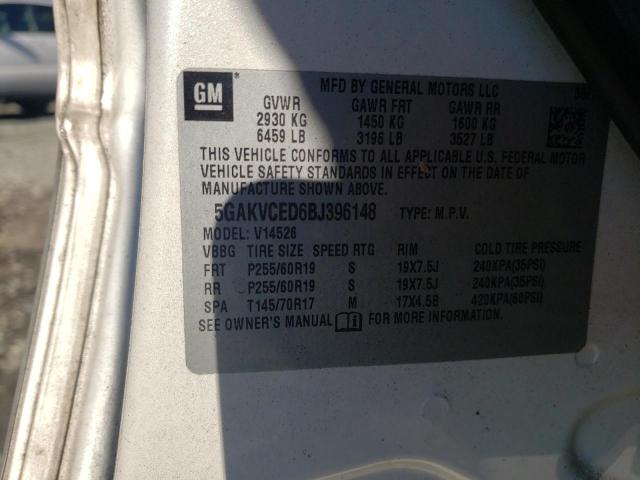 GM
MFD BY GENERAL MOTORS LLC
GVWR GAWR FRT GAWR RR
2930 KG 1450 KG 1600 KG
6459 LB 3196 LB 3527 LB
THIS VEHICLE CONFORMS TO ALL APPLICABLE U.S. FEDERAL MOTOR
VEHICLE SAFETY STANDARDS IN EFFECT ON THE DATE OF
MANUFACTURE SHOWN ABOVE.
5GAKVCED6BJ396148 TYPE: M.P.V.
MODEL: V14526
VBBG TIRE SIZE SPEED RTG RIM COLD TIRE PRESSURE
FRT P255/60R19 S 19X7.5J 240KPA(35PSI)
RR P255/60R19 S 19X7.5J 240KPA(35PSI)
SPA T145/70R17 M 17X4.5B 420KPA(60PSI)
SEE OWNER'S MANUAL FOR MORE INFORMATION.